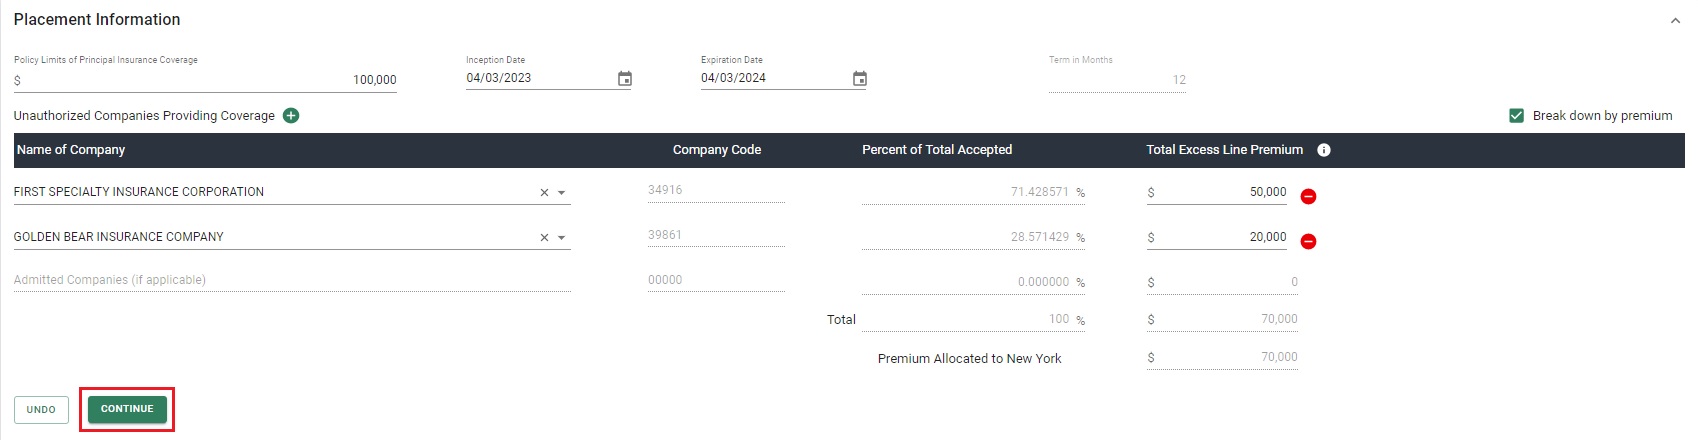 Placement Information
Policy Limits of Principal Insurance Coverage Inception Date Expiration Date Term in Months
$ 100,000 04/03/2023 04/03/2024 12
Unauthorized Companies Providing Coverage Break down by premium
Name of Company Company Code Percent of Total Accepted Total Excess Line Premium
FIRST SPECIALTY INSURANCE CORPORATION 34916 71.428571 % $ 50,000
GOLDEN BEAR INSURANCE COMPANY 39861 28.571429 % $ 20,000
Admitted Companies (if applicable) 00000 0.000000 % $ 0
Total 100 % $ 70,000
Premium Allocated to New York $ 70,000
UNDO CONTINUE